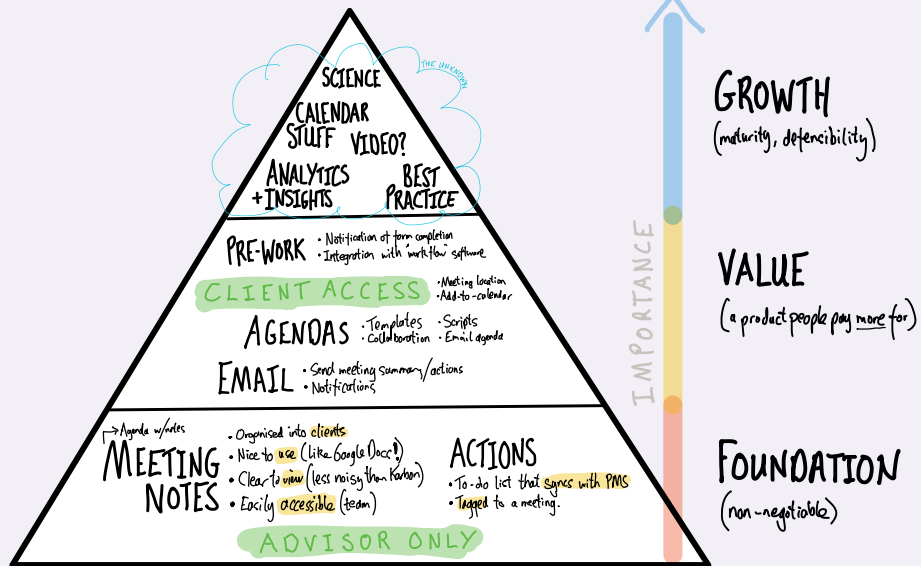 THE UNKNOWN
SCIENCE
CALENDAR
STUFF
VIDEO?
ANALYTICS
+ INSIGHTS
BEST
PRACTICE
GROWTH
(maturity, defensibility)
PRE-WORK
• Notification of form completion
• Integration with "workflow" software
CLIENT ACCESS
• Meeting location
• Add-to-calendar
AGENDAS
• Templates
• Collaboration
• Scripts
• Email agenda
EMAIL
• Send meeting summary/actions
• Notifications
IMPORTANCE
VALUE
(a product people pay more for)
Agenda w/notes
MEETING
NOTES
• Organised into clients
• Nice to use (like Google Docs!)
• Clear to view (less noisy than Karbon)
• Easily accessible (team)
ACTIONS
• To-do list that syncs with PMS
• Tagged to a meeting.
ADVISOR ONLY
FOUNDATION
(non-negotiable)